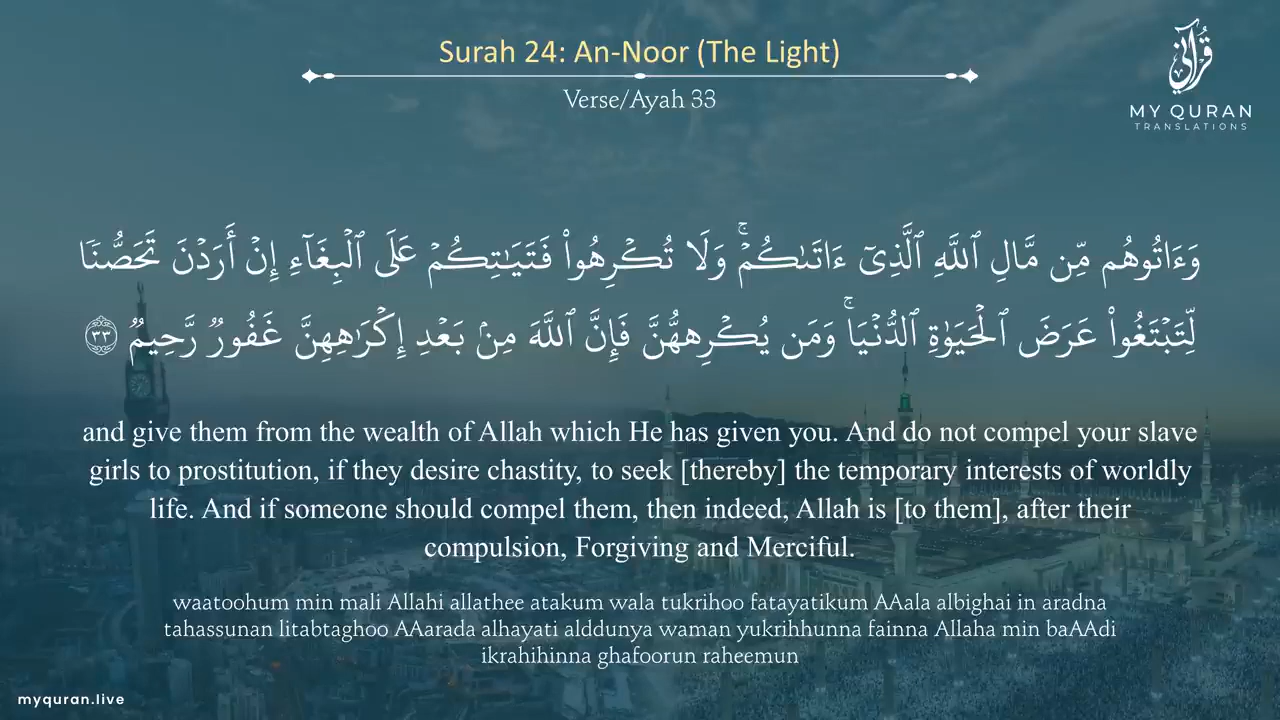 Surah 24: An-Noor (The Light)
Verse/Ayah 33
قرآني
MY QURAN
TRANSLATIONS
وَءَاتُوهُم مِّن مَّالِ ٱللَّهِ ٱلَّذِىٓ ءَاتَىٰكُمْ ۚ وَلَا تُكْرِهُوا۟ فَتَيَـٰتِكُمْ عَلَى ٱلْبِغَآءِ إِنْ أَرَدْنَ تَحَصُّنًا
لِّتَبْتَغُوا۟ عَرَضَ ٱلْحَيَوٰةِ ٱلدُّنْيَا ۚ وَمَن يُكْرِههُّنَّ فَإِنَّ ٱللَّهَ مِنۢ بَعْدِ إِكْرَٰهِهِنَّ غَفُورٌ رَّحِيمٌ ٣٣
and give them from the wealth of Allah which He has given you. And do not compel your slave
girls to prostitution, if they desire chastity, to seek [thereby] the temporary interests of worldly
life. And if someone should compel them, then indeed, Allah is [to them], after their
compulsion, Forgiving and Merciful.
waatoohum min mali Allahi allathee atakum wala tukrihoo fatayatikum AAala albighai in aradna
tahassunan litabtaghoo AAarada alhayati alddunya waman yukrihhunna fainna Allaha min baAAdi
ikrahihinna ghafoorun raheemun
myquran.live